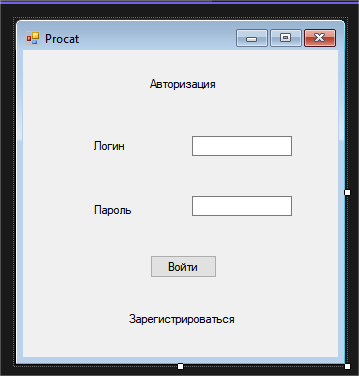 Procat
Авторизация
Логин
Пароль
Войти
Зарегистрироваться